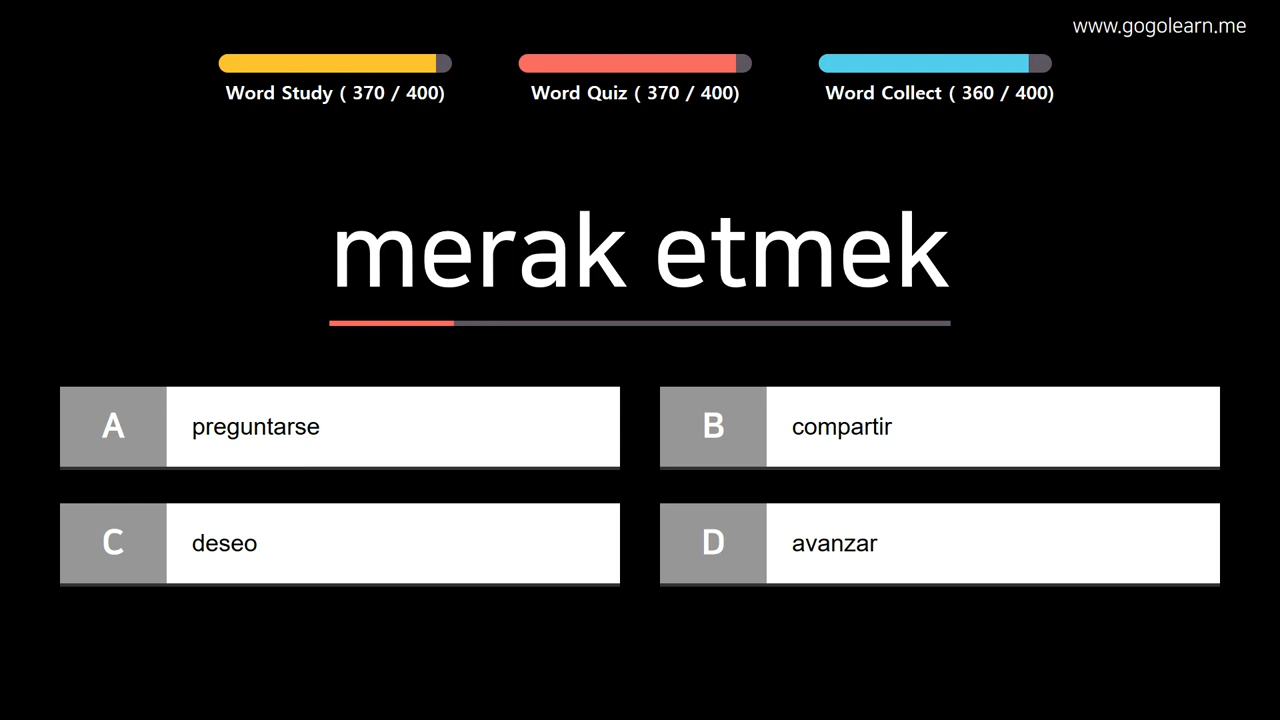 www.gogolearn.me
Word Study ( 370 / 400)
Word Quiz ( 370 / 400)
Word Collect ( 360 / 400)
merak etmek
A preguntarse
B compartir
C deseo
D avanzar